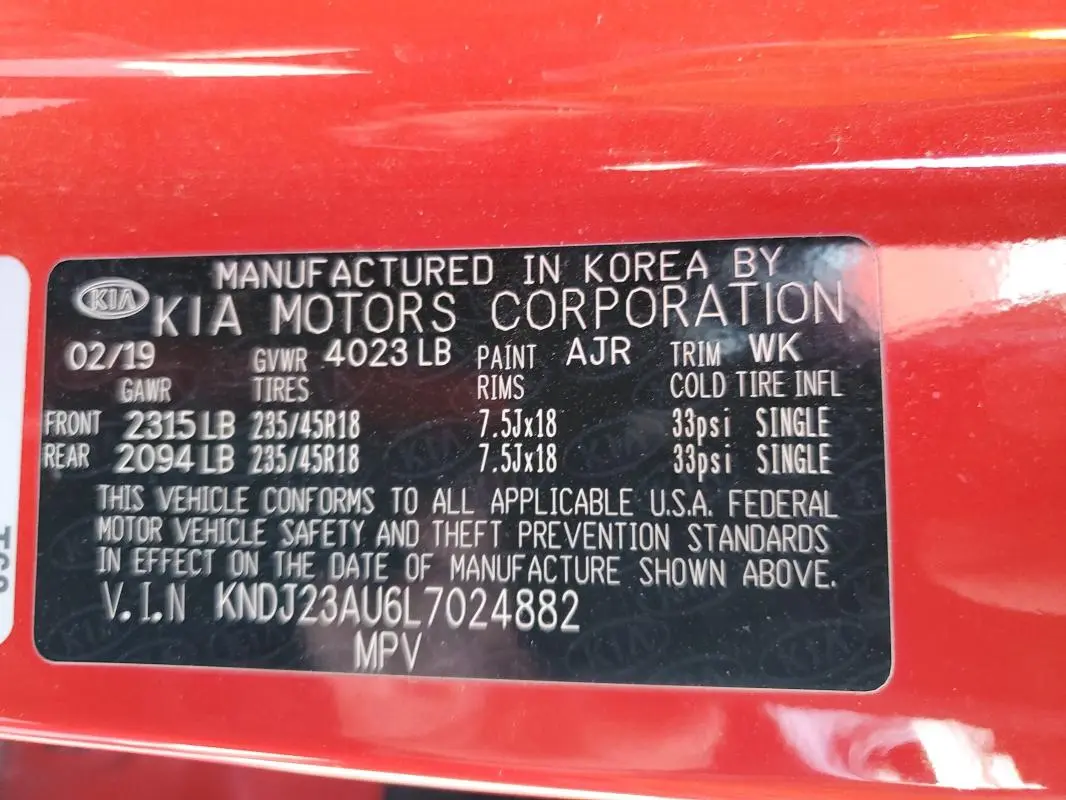 MANUFACTURED IN KOREA BY
KIA KIA MOTORS CORPORATION
02/19 GVWR 4023 LB PAINT AJR TRIM WK
GAWR TIRES RIMS COLD TIRE INFL
FRONT 2315 LB 235/45R18 7.5Jx18 33psi SINGLE
REAR 2094 LB 235/45R18 7.5Jx18 33psi SINGLE
THIS VEHICLE CONFORMS TO ALL APPLICABLE U.S.A. FEDERAL
MOTOR VEHICLE SAFETY AND THEFT PREVENTION STANDARDS
IN EFFECT ON THE DATE OF MANUFACTURE SHOWN ABOVE.
V.I.N KNDJ23AU6L7024882
MPV